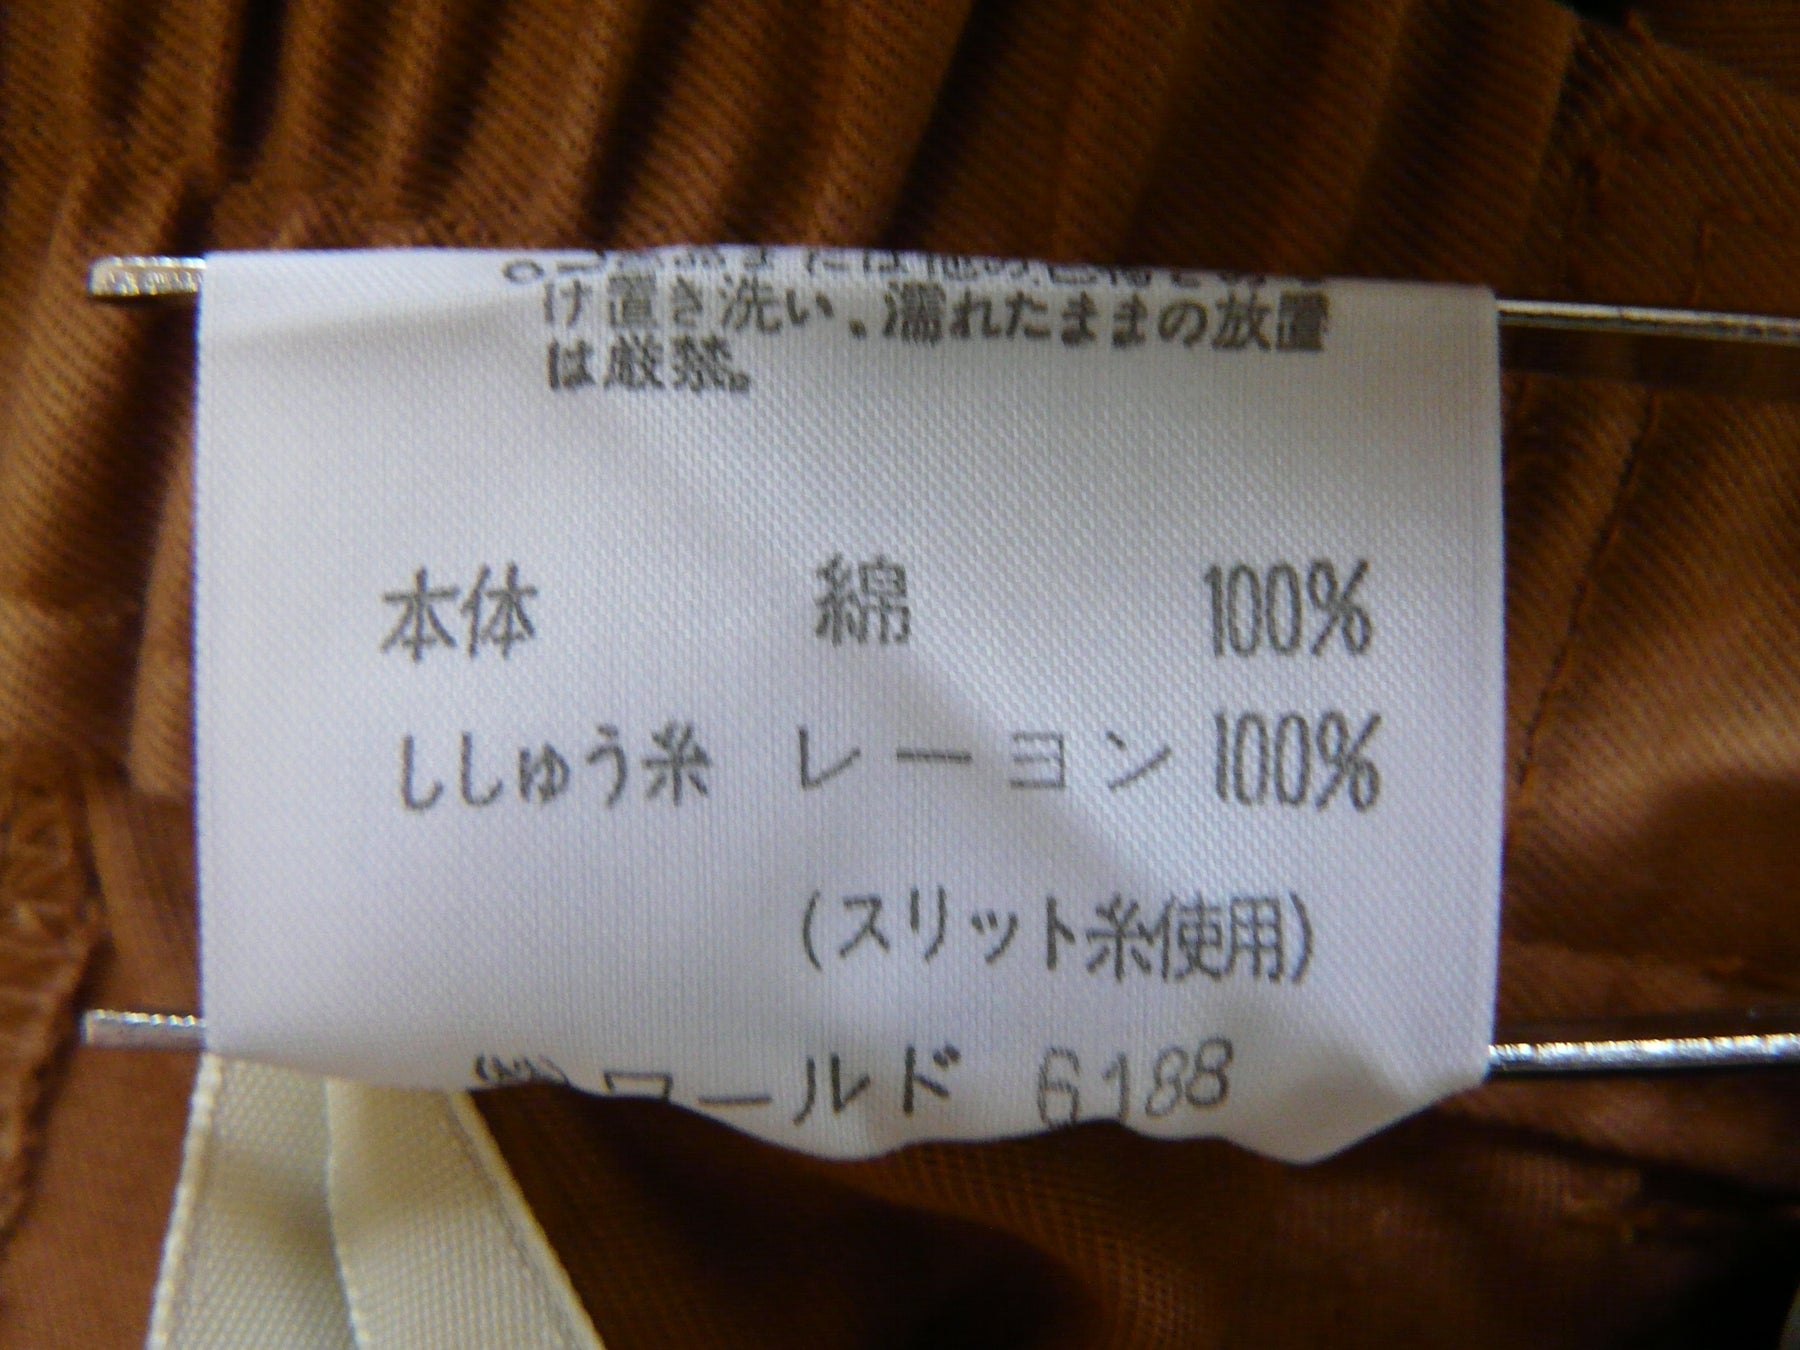 け置き洗い、濡れたままの放置
は厳禁。
本体 綿 100%
ししゅう糸 レーヨン 100%
(スリット糸使用)
ワールド 6188